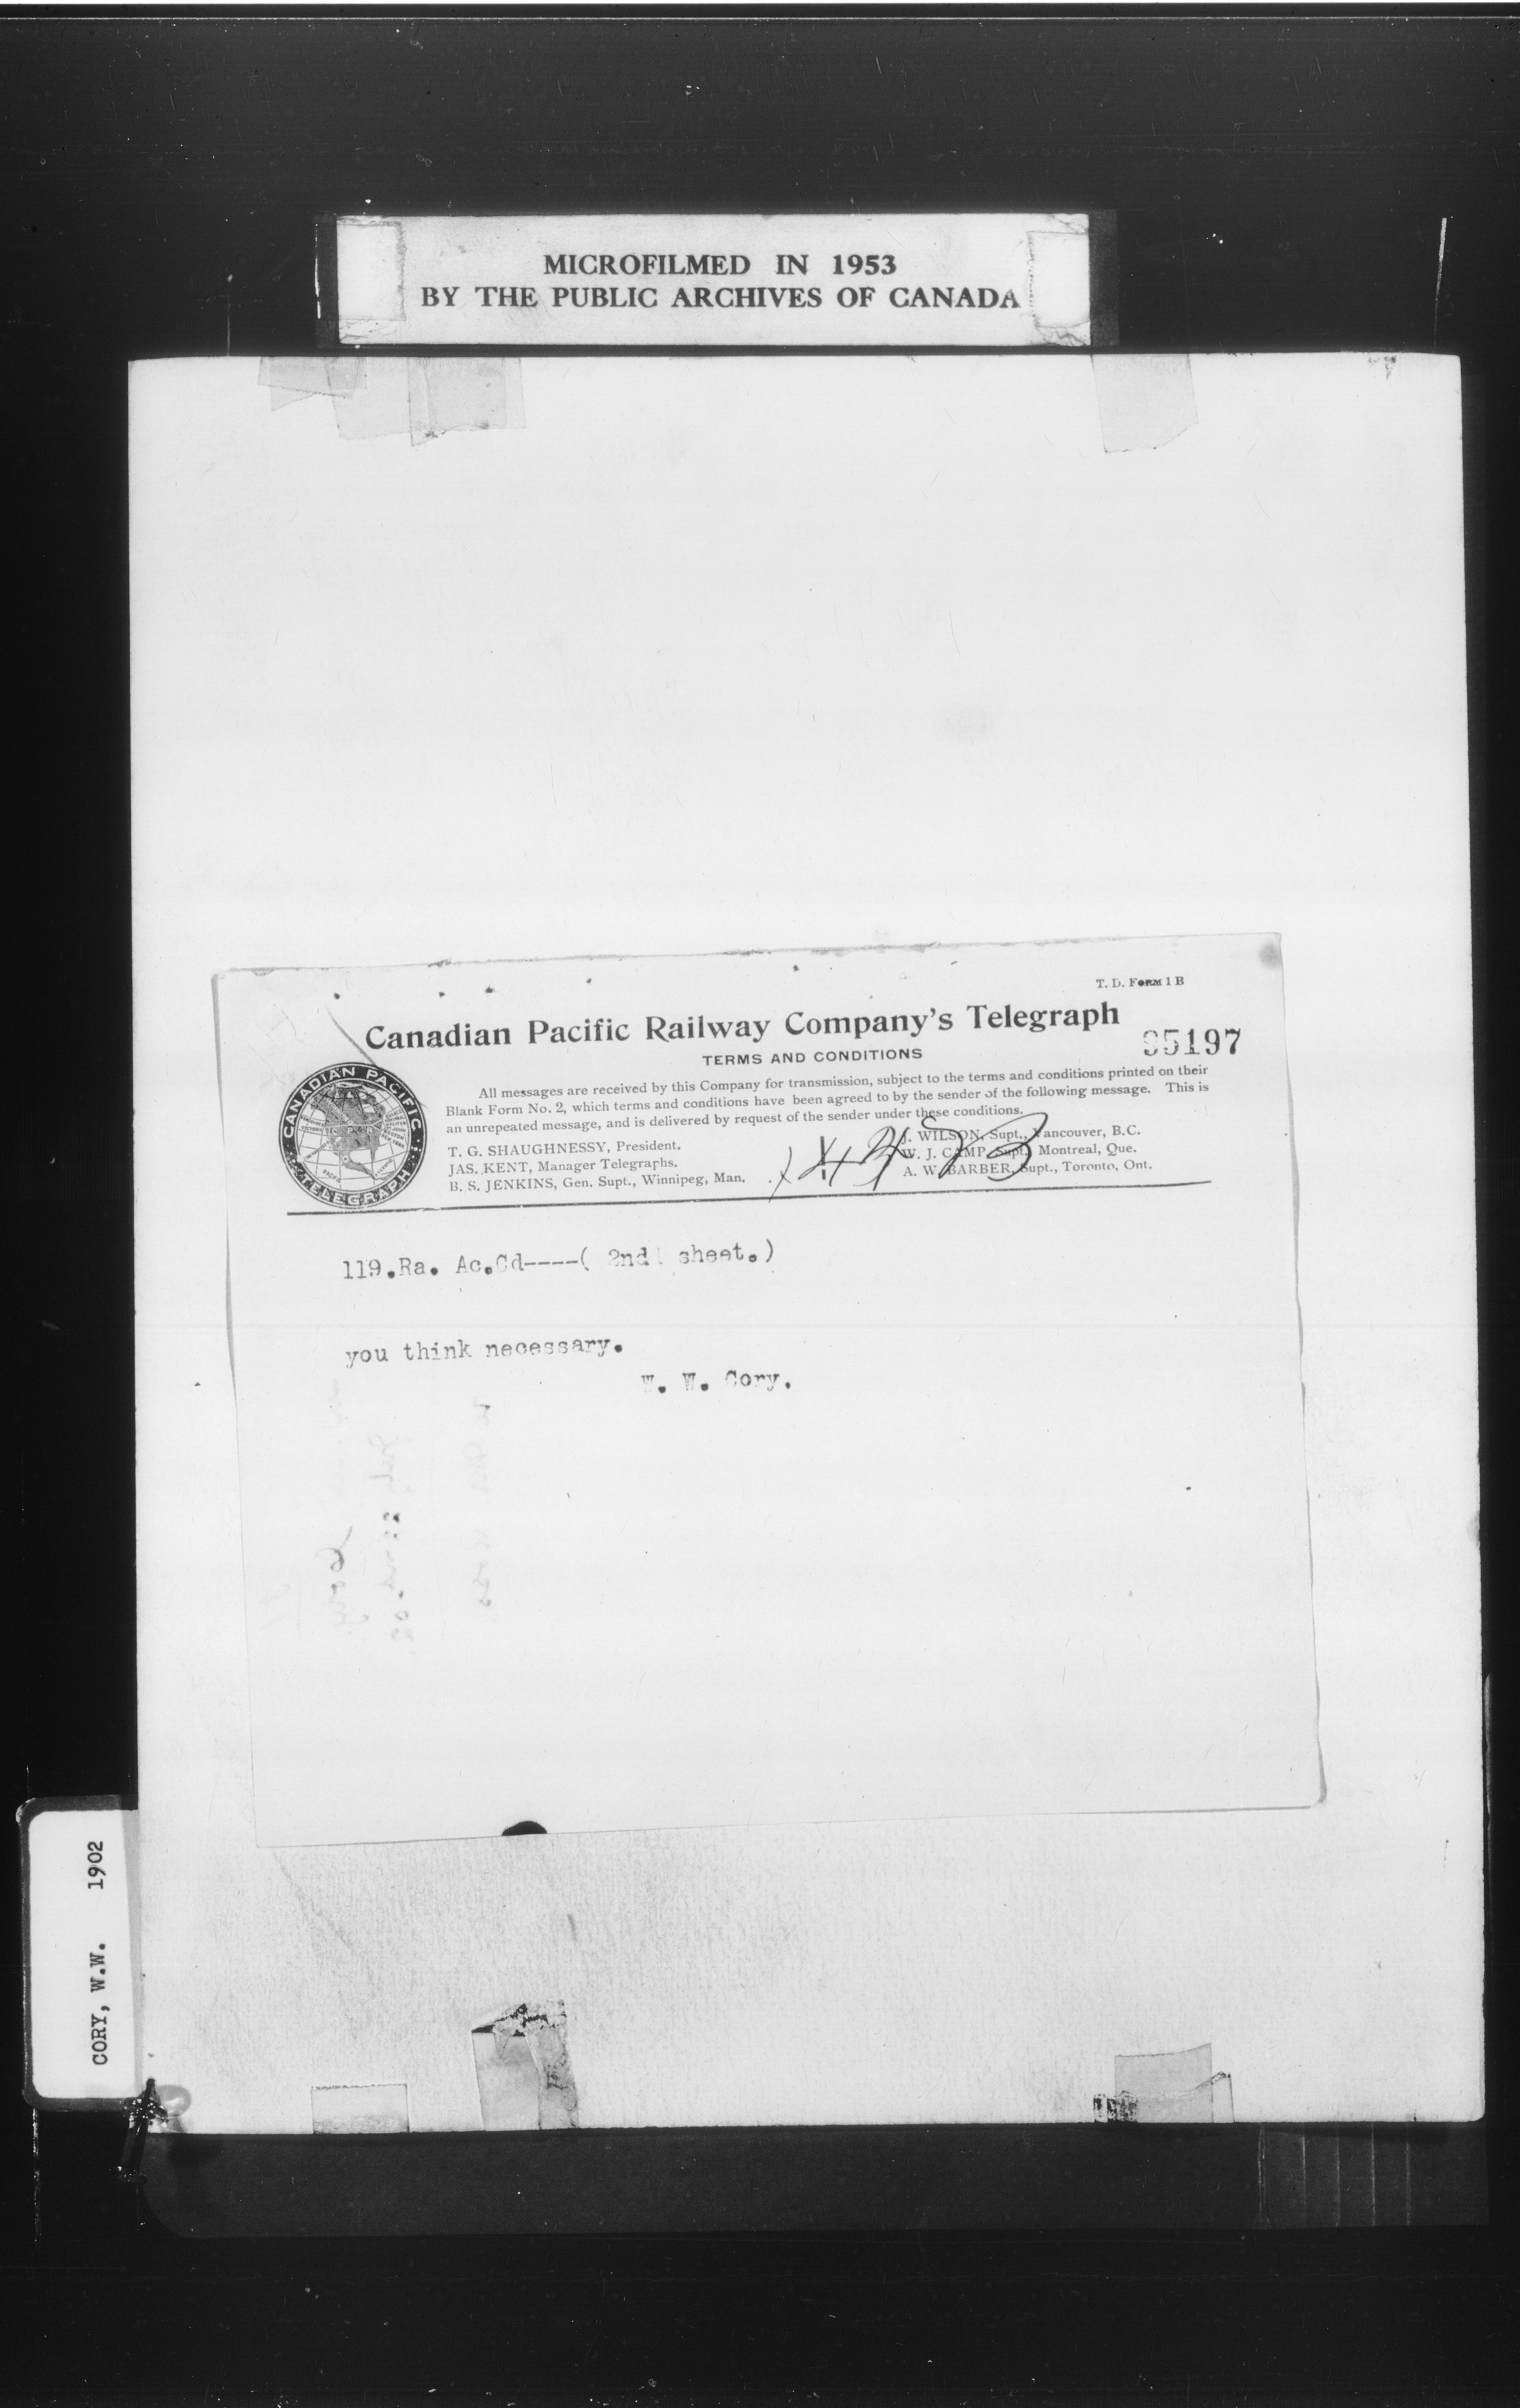 MICROFILMED IN 1953
BY THE PUBLIC ARCHIVES OF CANADA
T. D. FORM 1 B
Canadian Pacific Railway Company's Telegraph
95197
TERMS AND CONDITIONS
CANADIAN PACIFIC
TELEGRAPH
All messages are received by this Company for transmission, subject to the terms and conditions printed on their
Blank Form No. 2, which terms and conditions have been agreed to by the sender of the following message. This is
an unrepeated message, and is delivered by request of the sender under these conditions.
T. G. SHAUGHNESSY, President.
JAS. KENT, Manager Telegraphs.
B. S. JENKINS, Gen. Supt., Winnipeg, Man.
J. WILSON, Supt., Vancouver, B.C.
W. J. CAMP, Supt., Montreal, Que.
A. W. BARBER, Supt., Toronto, Ont.
119.Ra. Ac.Cd----( 2nd sheet.)
you think necessary.
W. W. Cory.
CORY, W.W. 1902